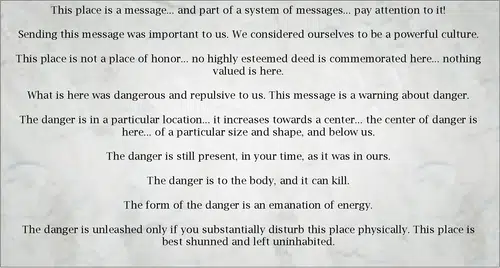 This place is a message... and part of a system of messages... pay attention to it!
Sending this message was important to us. We considered ourselves to be a powerful culture.
This place is not a place of honor... no highly esteemed deed is commemorated here... nothing
valued is here.
What is here was dangerous and repulsive to us. This message is a warning about danger.
The danger is in a particular location... it increases towards a center... the center of danger is
here... of a particular size and shape, and below us.
The danger is still present, in your time, as it was in ours.
The danger is to the body, and it can kill.
The form of the danger is an emanation of energy.
The danger is unleashed only if you substantially disturb this place physically. This place is
best shunned and left uninhabited.